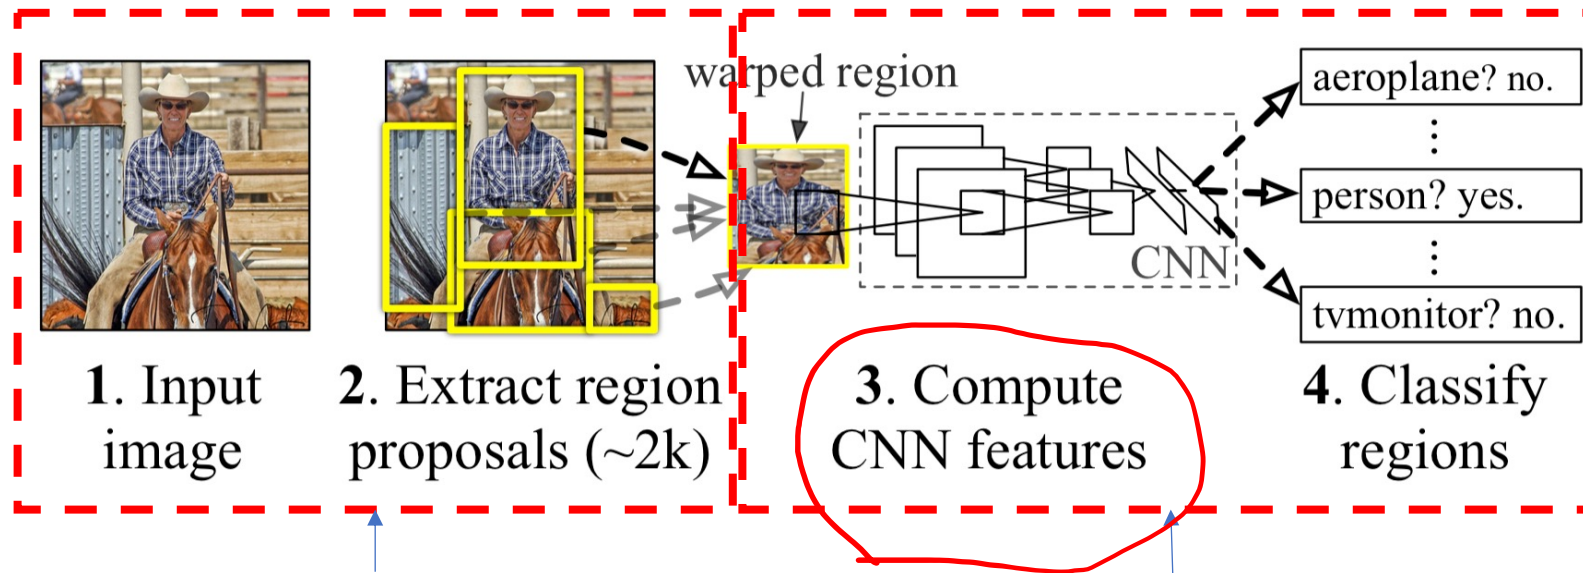 warped region
aeroplane? no.
person? yes.
CNN
tvmonitor? no.
1. Input
image
2. Extract region
proposals (~2k)
3. Compute
CNN features
4. Classify
regions